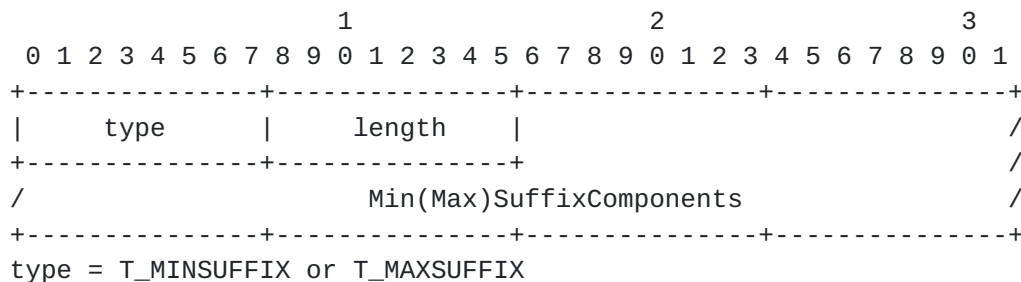 1                   2                   3
 0 1 2 3 4 5 6 7 8 9 0 1 2 3 4 5 6 7 8 9 0 1 2 3 4 5 6 7 8 9 0 1
+---------------+---------------+---------------+---------------+
|     type      |     length    |                               /
+---------------+---------------+                               /
/                      Min(Max)SuffixComponents                 /
+---------------+---------------+---------------+---------------+
type = T_MINSUFFIX or T_MAXSUFFIX